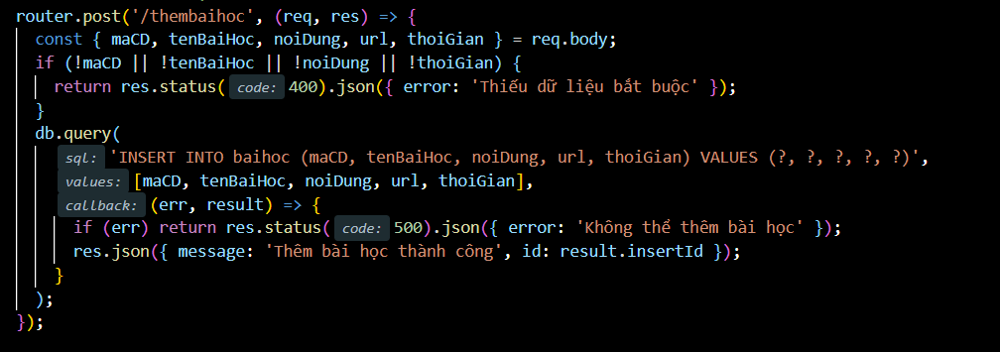 router.post('/thembaihoc', (req, res) => {
const { maCD, tenBaiHoc, noiDung, url, thoiGian } = req.body;
if (!maCD || !tenBaiHoc || !noiDung || !thoiGian) {
return res.status( code: 400).json({ error: 'Thiếu dữ liệu bắt buộc' });
}
db.query(
sql: 'INSERT INTO baihoc (maCD, tenBaiHoc, noiDung, url, thoiGian) VALUES (?, ?, ?, ?, ?)',
values: [maCD, tenBaiHoc, noiDung, url, thoiGian],
callback: (err, result) => {
if (err) return res.status( code: 500).json({ error: 'Không thể thêm bài học' });
res.json({ message: 'Thêm bài học thành công', id: result.insertId });
}
);
});